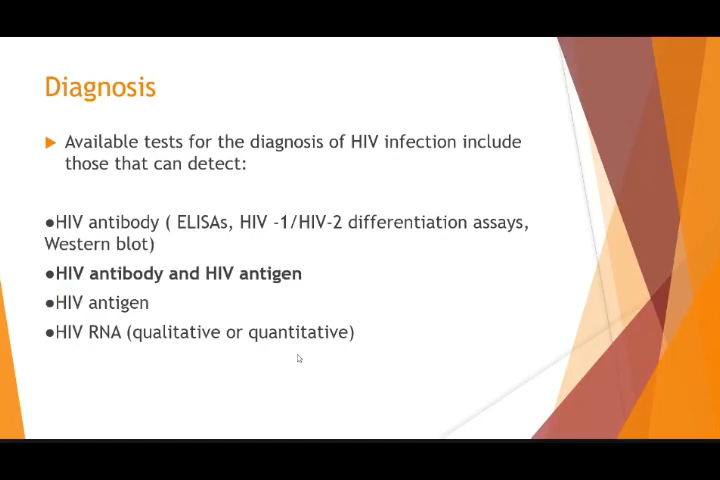 Diagnosis
Available tests for the diagnosis of HIV infection include
those that can detect:
●HIV antibody ( ELISAs, HIV -1/HIV-2 differentiation assays,
Western blot)
●HIV antibody and HIV antigen
●HIV antigen
●HIV RNA (qualitative or quantitative)